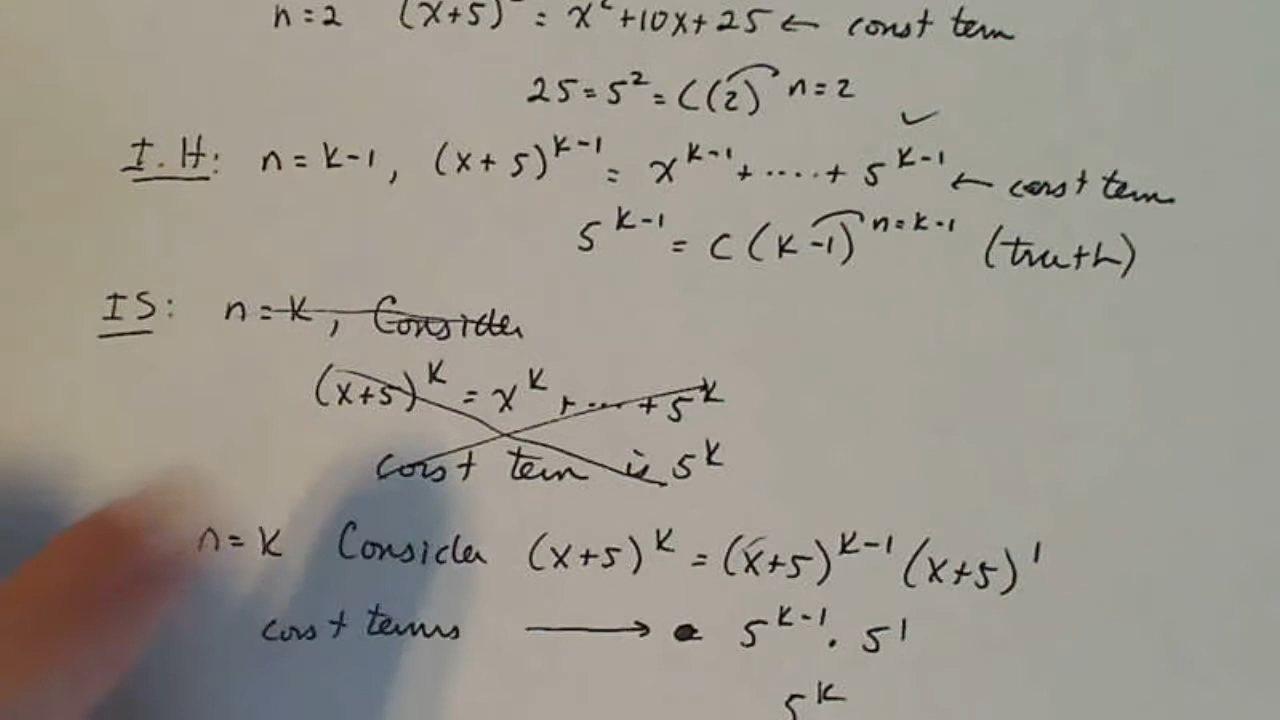 n=2 (x+5)² = x²+10x+25 ← const term
25=5²=C(2) n=2 ✓
I.H: n=k-1, (x+5)^{k-1} = x^{k-1}+....+5^{k-1} ← const term
5^{k-1} = C(k-1) n=k-1 (truth)
IS: n=k, Consider
(x+5)^k = x^k+...+5^k
const term is 5^k
n=k Consider (x+5)^k = (x+5)^{k-1}(x+5)^1
const terms → 5^{k-1}. 5^1
5^k